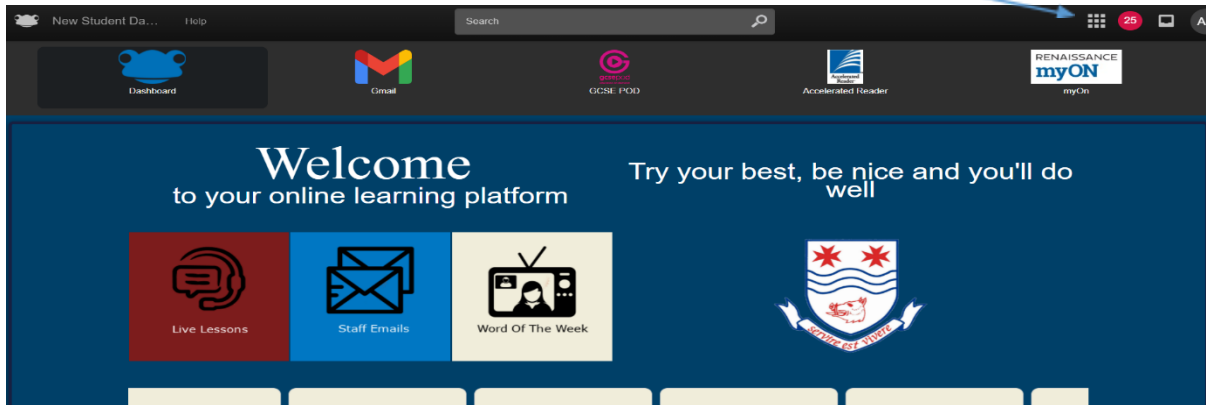 New Student Da... Help Search 25 A
Dashboard Gmail GCSE POD Accelerated Reader myOn
Accelerated
Reader
RENAISSANCE
myON
Welcome
to your online learning platform
Try your best, be nice and you'll do
well
Live Lessons Staff Emails Word Of The Week
Servire est vivere